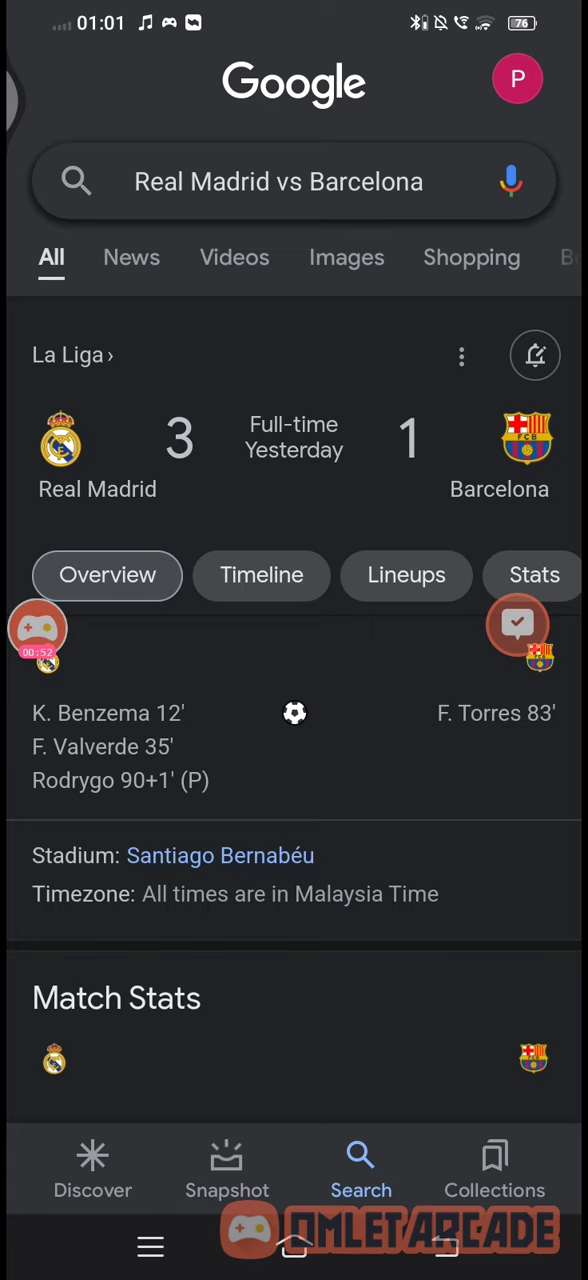 01:01
76
Google
P
Real Madrid vs Barcelona
All News Videos Images Shopping
La Liga ›
3 Full-time 1
Yesterday
Real Madrid Barcelona
Overview Timeline Lineups Stats
00:52
K. Benzema 12' F. Torres 83'
F. Valverde 35'
Rodrygo 90+1' (P)
Stadium: Santiago Bernabéu
Timezone: All times are in Malaysia Time
Match Stats
Discover Snapshot Search Collections
OMLET ARCADE